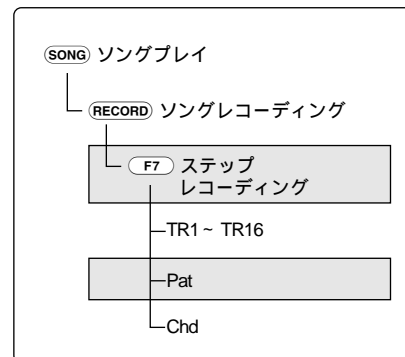 SONG ソングプレイ
RECORD ソングレコーディング
F7 ステップ
レコーディング
TR1~ TR16
Pat
Chd